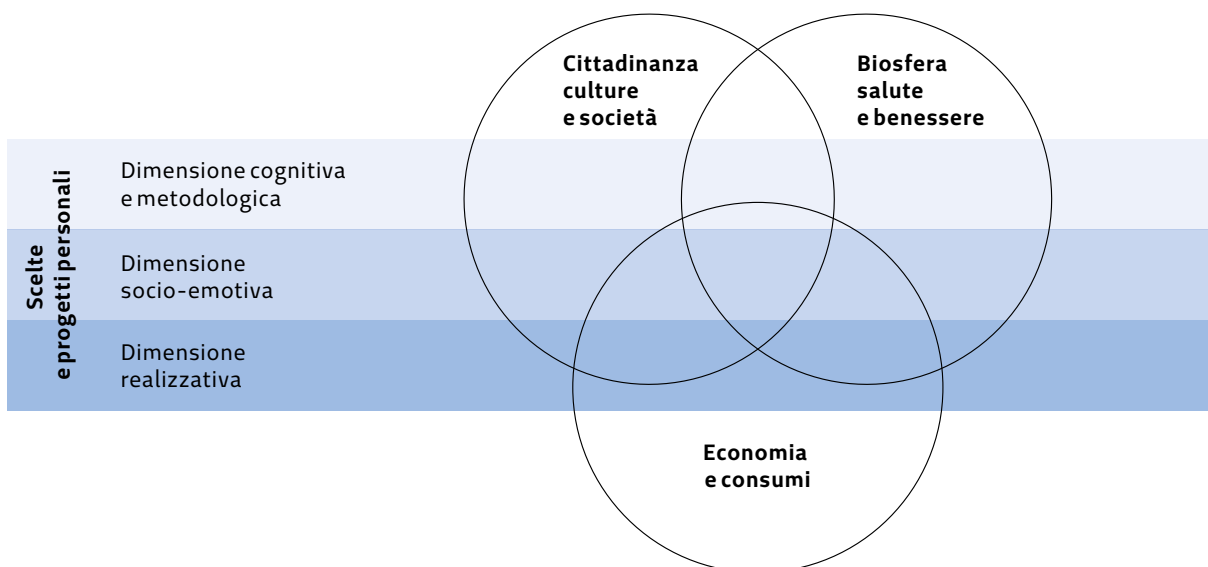 Cittadinanza
culture
e società
Biosfera
salute
e benessere
Scelte
e progetti personali
Dimensione cognitiva
e metodologica
Dimensione
socio-emotiva
Dimensione
realizzativa
Economia
e consumi